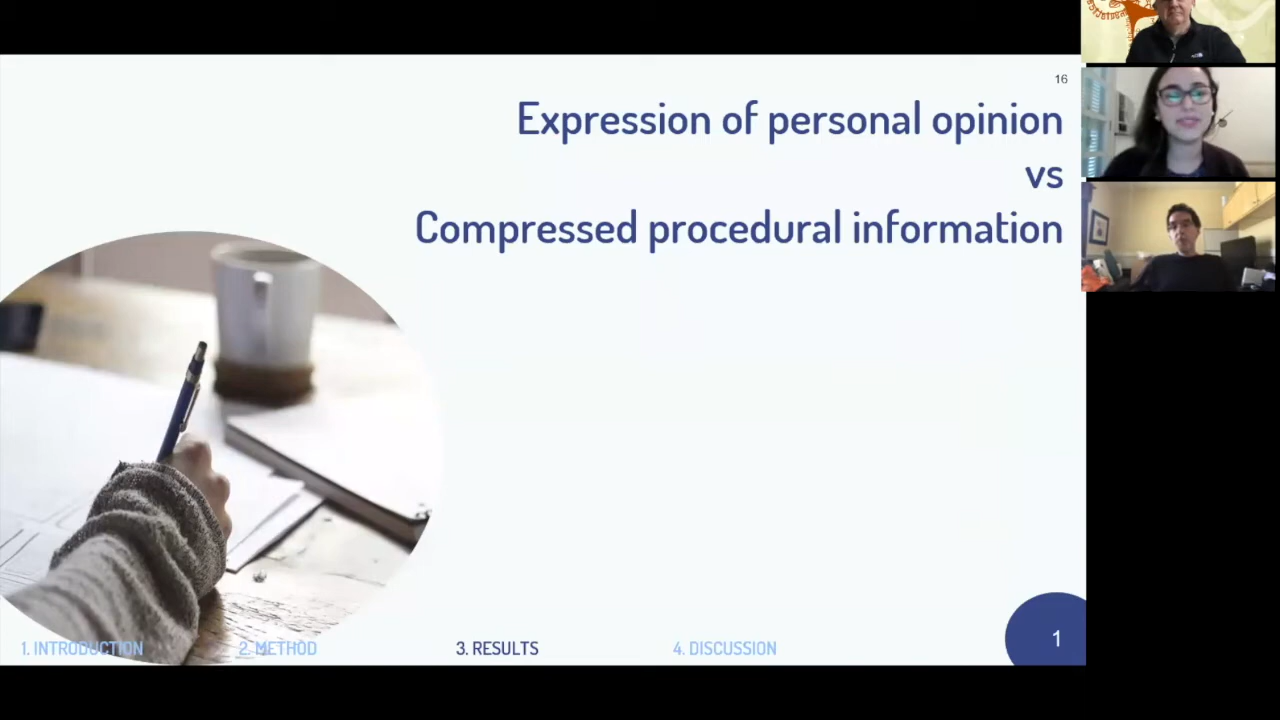 16
Expression of personal opinion
vs
Compressed procedural information
1. INTRODUCTION
2. METHOD
3. RESULTS
4. DISCUSSION
1